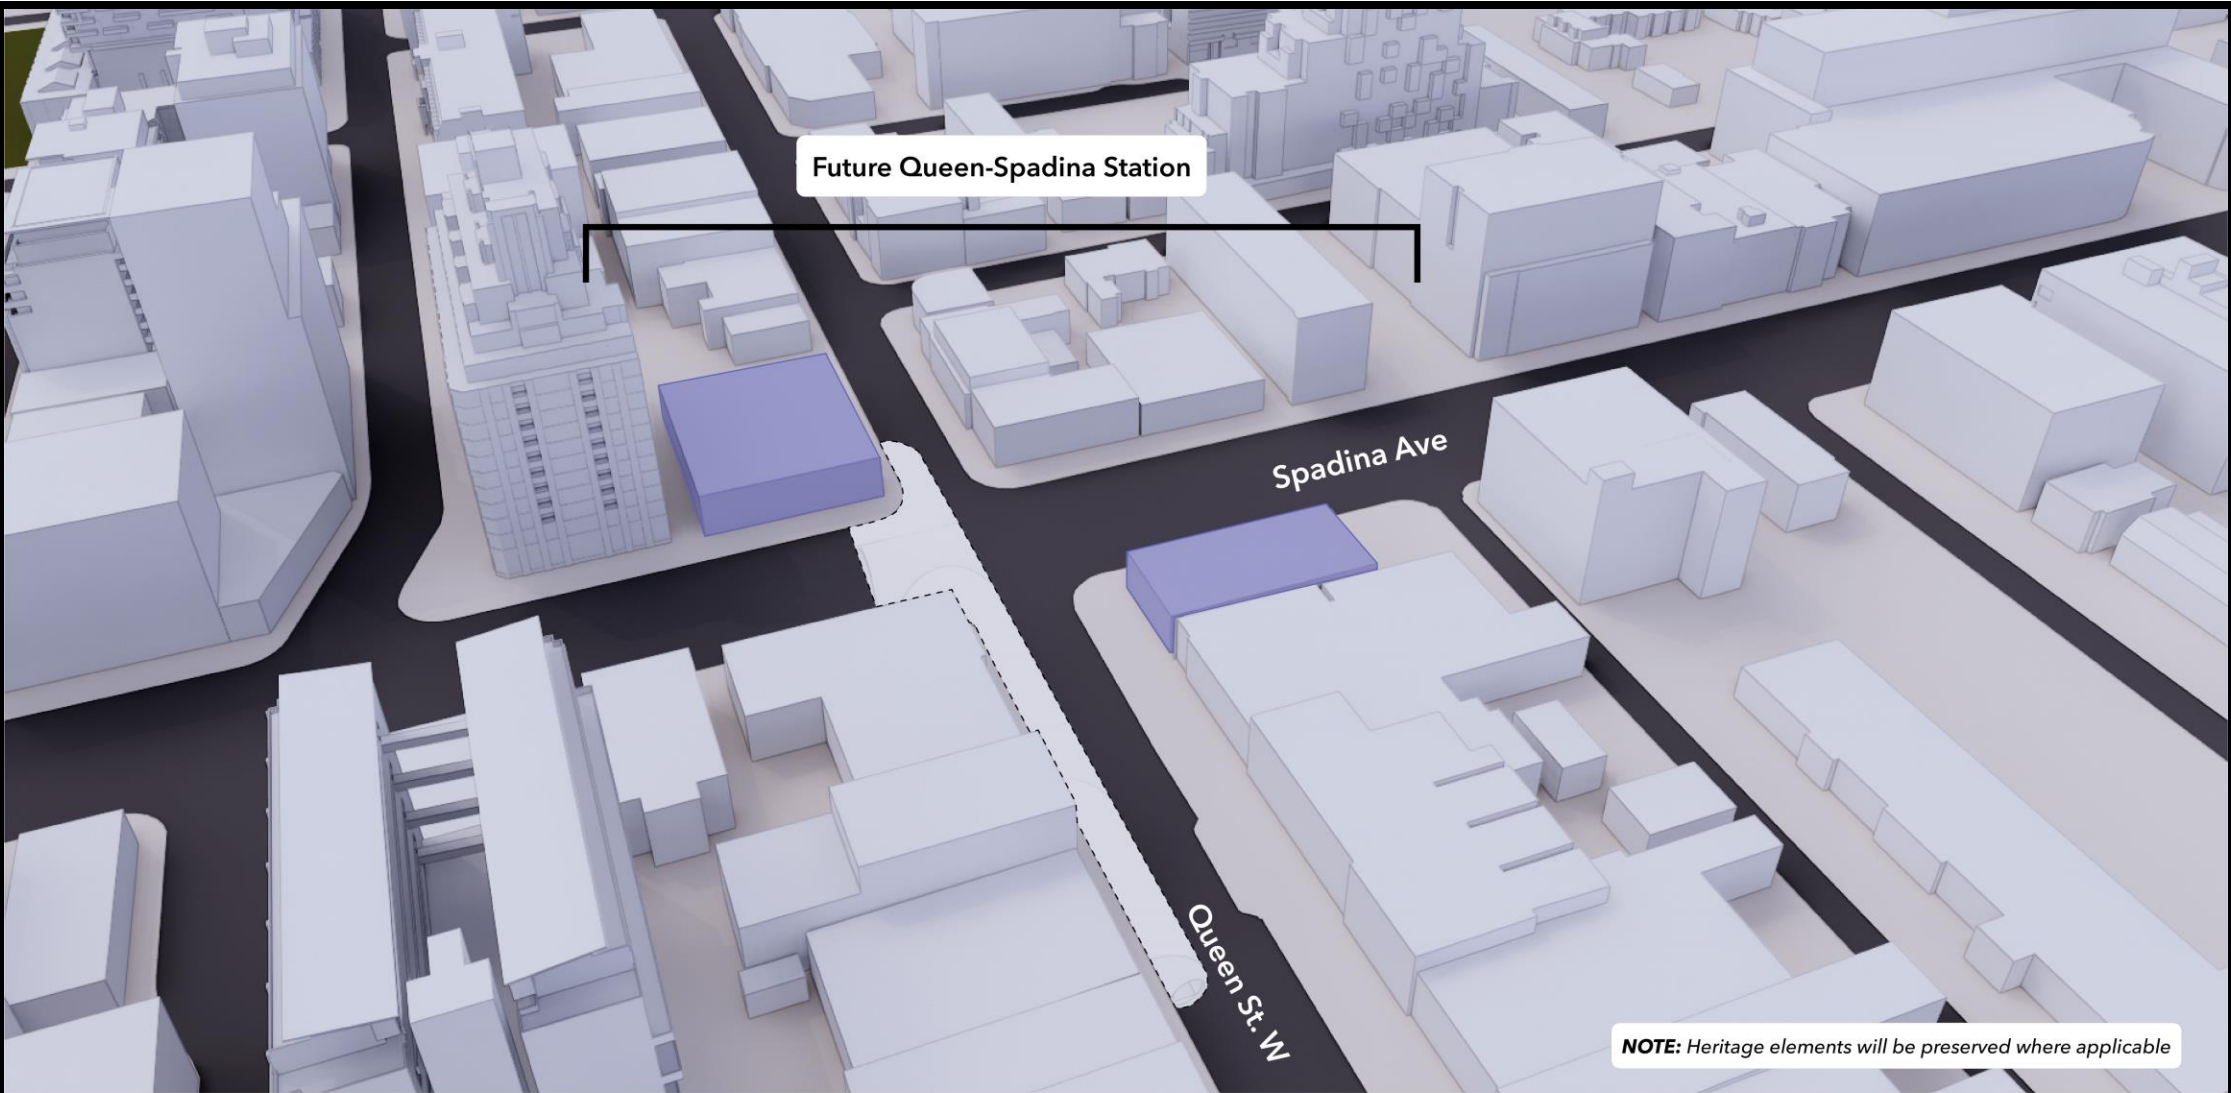 Future Queen-Spadina Station
Spadina Ave
Queen St. W
NOTE: Heritage elements will be preserved where applicable